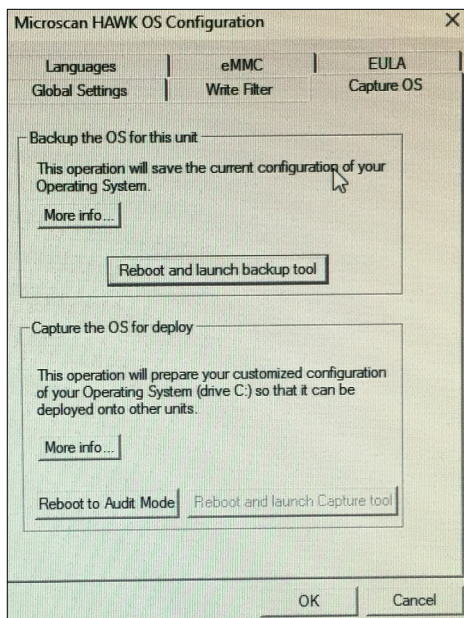 Microscan HAWK OS Configuration
Languages eMMC EULA
Global Settings Write Filter Capture OS
Backup the OS for this unit
This operation will save the current configuration of your
Operating System.
More info...
Reboot and launch backup tool
Capture the OS for deploy
This operation will prepare your customized configuration
of your Operating System (drive C:) so that it can be
deployed onto other units.
More info...
Reboot to Audit Mode Reboot and launch Capture tool
OK Cancel